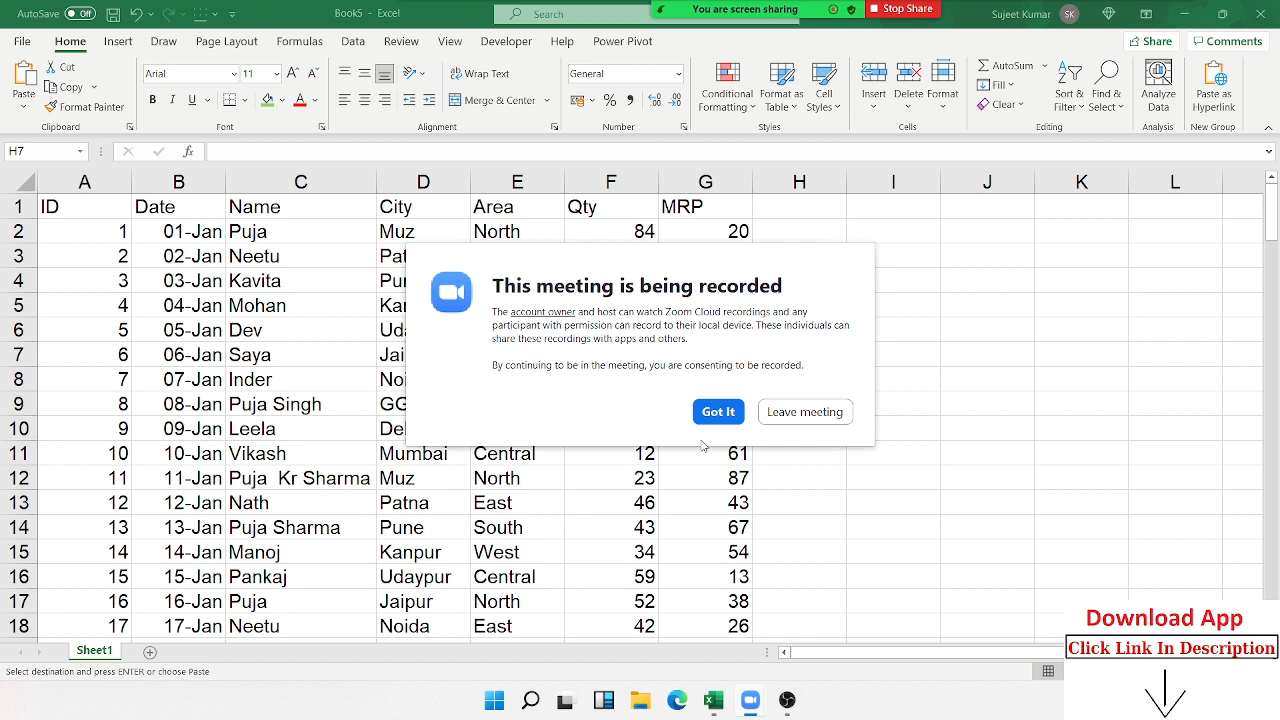 AutoSave Off Book5 - Excel Search You are screen sharing Stop Share Sujeet Kumar SK
File Home Insert Draw Page Layout Formulas Data Review View Developer Help Power Pivot Share Comments
Paste Cut Copy Format Painter Clipboard
Arial 11 B I U Font
Wrap Text Merge & Center Alignment
General Number
Conditional Formatting Format as Table Cell Styles Styles
Insert Delete Format Cells
AutoSum Fill Clear Sort & Filter Find & Select Editing
Analyze Data Analysis
Paste as Hyperlink New Group
H7 fx
A B C D E F G H I J K L
1 ID Date Name City Area Qty MRP
2 1 01-Jan Puja Muz North 84 20
3 2 02-Jan Neetu
4 3 03-Jan Kavita
5 4 04-Jan Mohan
6 5 05-Jan Dev
7 6 06-Jan Saya
8 7 07-Jan Inder
9 8 08-Jan Puja Singh
10 9 09-Jan Leela
This meeting is being recorded
The account owner and host can watch Zoom Cloud recordings and any
participant with permission can record to their local device. These individuals can
share these recordings with apps and others.
By continuing to be in the meeting, you are consenting to be recorded.
Got It Leave meeting
11 10 10-Jan Vikash Mumbai Central 12 61
12 11 11-Jan Puja Kr Sharma Muz North 23 87
13 12 12-Jan Nath Patna East 46 43
14 13 13-Jan Puja Sharma Pune South 43 67
15 14 14-Jan Manoj Kanpur West 34 54
16 15 15-Jan Pankaj Udaypur Central 59 13
17 16 16-Jan Puja Jaipur North 52 38
18 17 17-Jan Neetu Noida East 42 26
Sheet1
Select destination and press ENTER or choose Paste
Download App
Click Link In Description